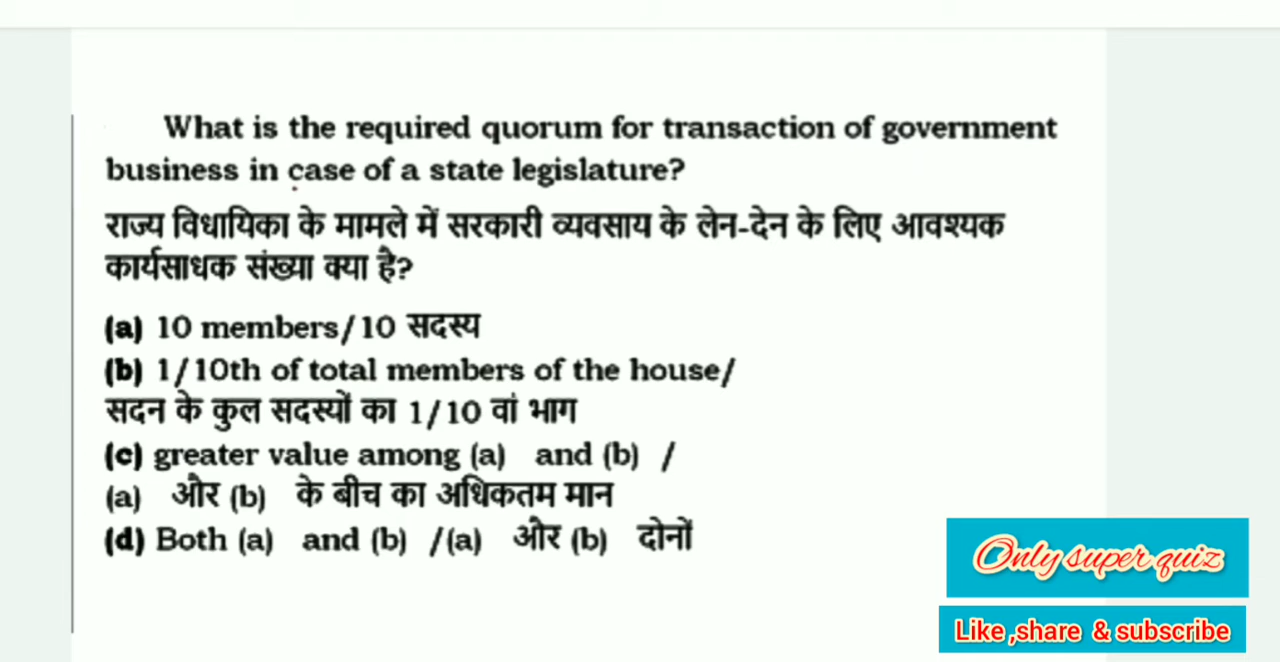 What is the required quorum for transaction of government
business in case of a state legislature?
राज्य विधायिका के मामले में सरकारी व्यवसाय के लेन-देन के लिए आवश्यक
कार्यसाधक संख्या क्या है?
(a) 10 members/10 सदस्य
(b) 1/10th of total members of the house/
सदन के कुल सदस्यों का 1/10 वां भाग
(c) greater value among (a) and (b) /
(a) और (b) के बीच का अधिकतम मान
(d) Both (a) and (b) /(a) और (b) दोनों
Only super quiz
Like ,share & subscribe